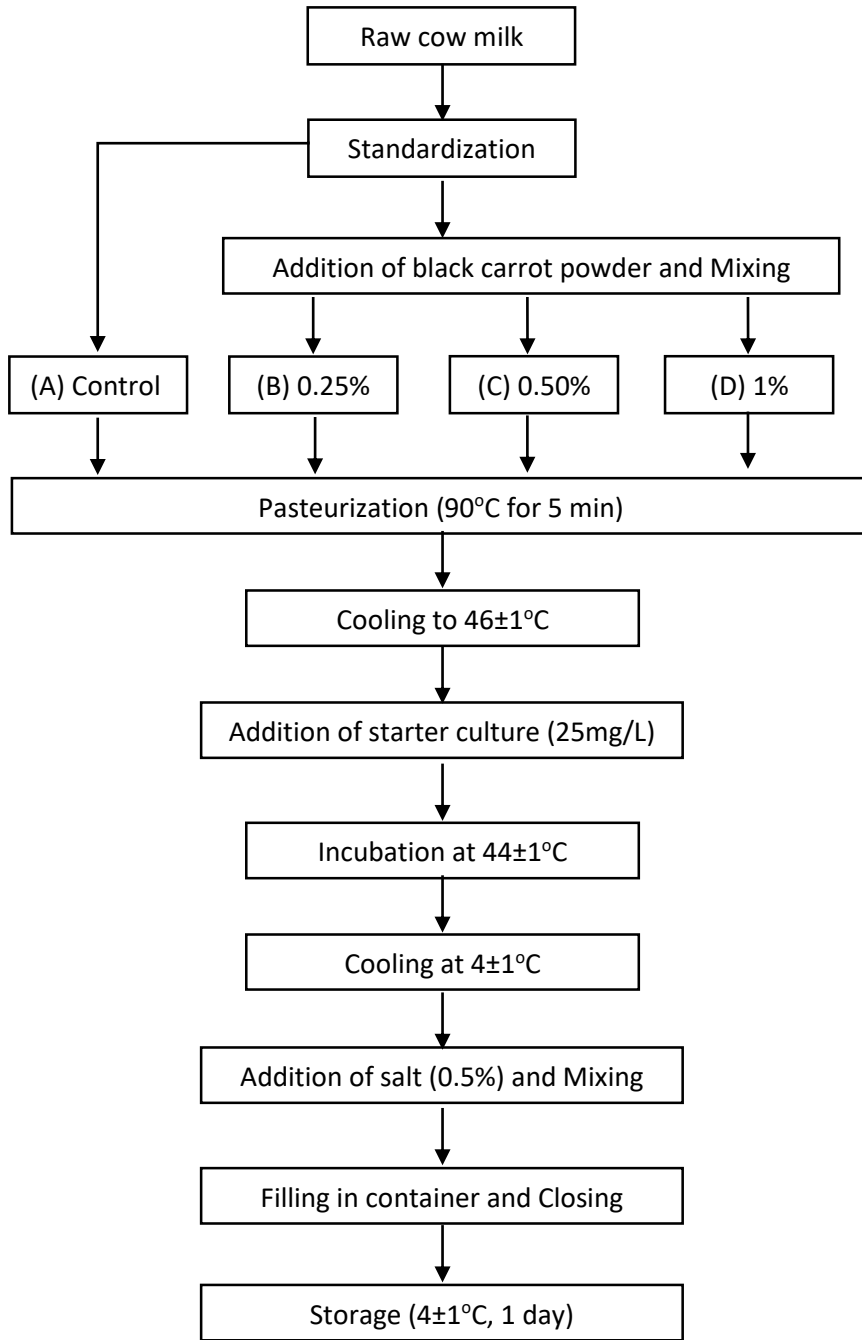 Raw cow milk
Standardization
Addition of black carrot powder and Mixing
(A) Control
(B) 0.25%
(C) 0.50%
(D) 1%
Pasteurization (90°C for 5 min)
Cooling to 46±1°C
Addition of starter culture (25mg/L)
Incubation at 44±1°C
Cooling at 4±1°C
Addition of salt (0.5%) and Mixing
Filling in container and Closing
Storage (4±1°C, 1 day)